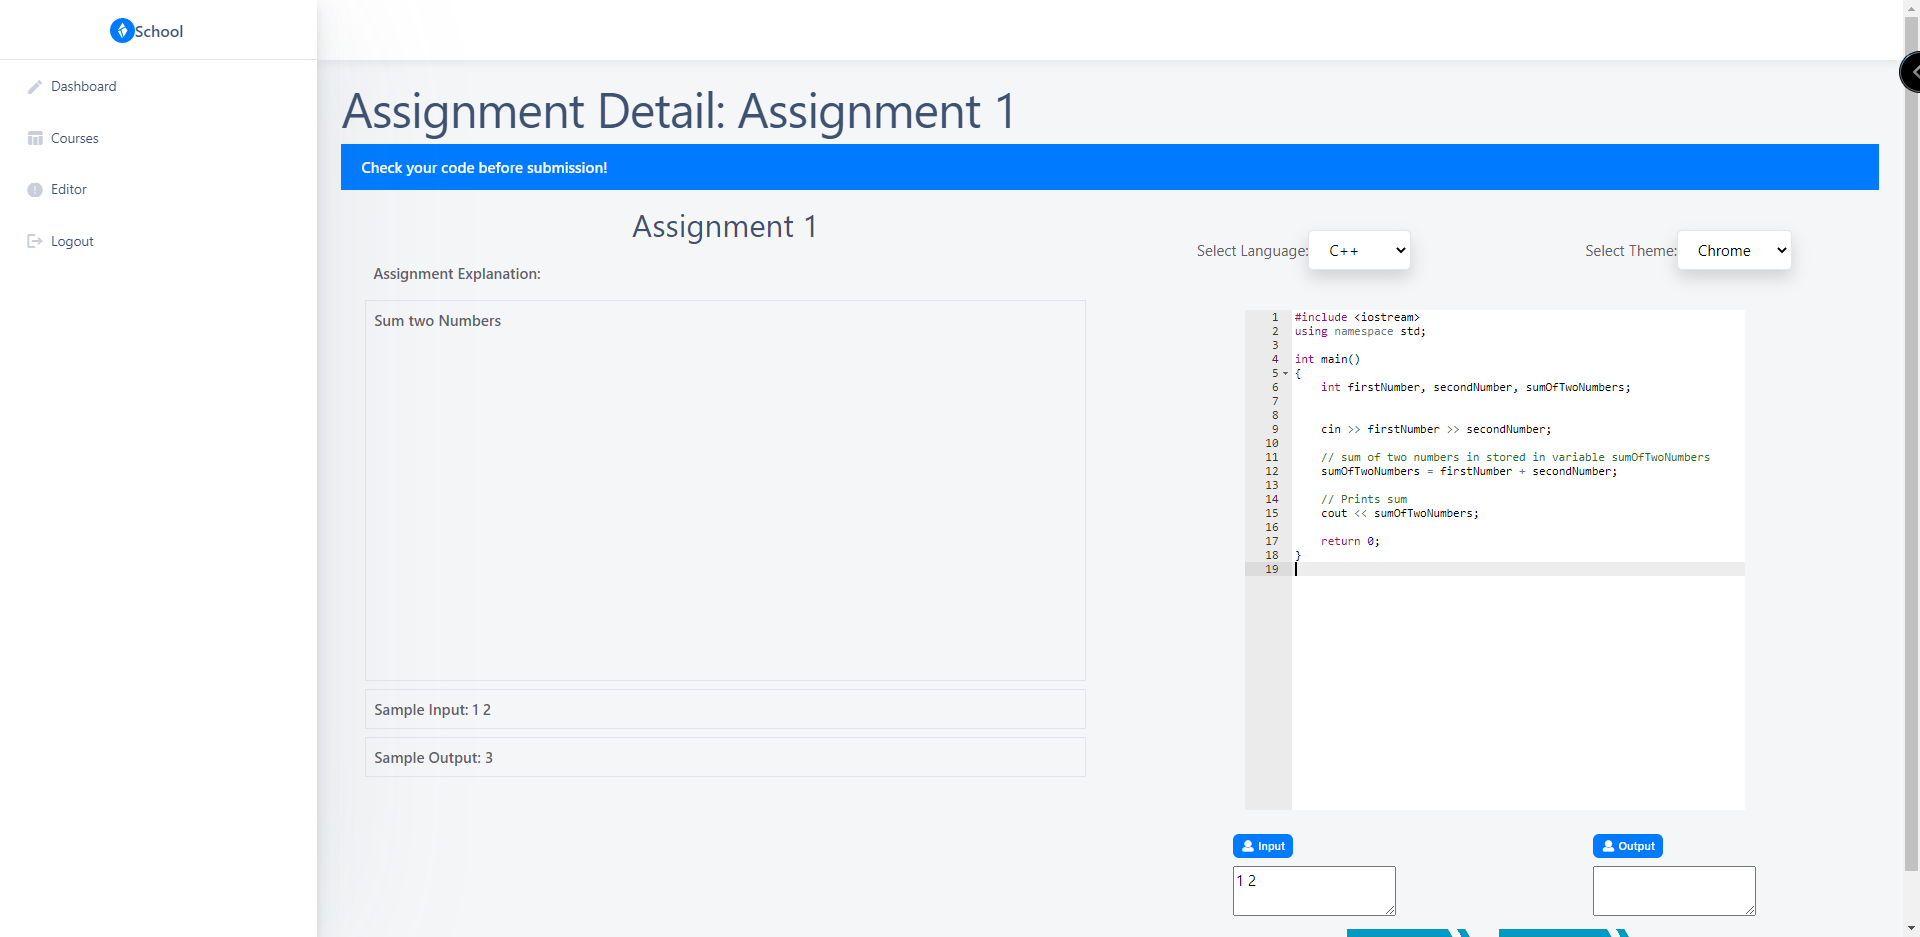 School
Dashboard
Courses
Editor
Logout
Assignment Detail: Assignment 1
Check your code before submission!
Assignment 1
Assignment Explanation:
Sum two Numbers
Sample Input: 1 2
Sample Output: 3
Select Language: C++
Select Theme: Chrome
1 #include <iostream>
2 using namespace std;
3
4 int main()
5 {
6     int firstNumber, secondNumber, sumOfTwoNumbers;
7
8
9     cin >> firstNumber >> secondNumber;
10
11     // sum of two numbers in stored in variable sumOfTwoNumbers
12     sumOfTwoNumbers = firstNumber + secondNumber;
13
14     // Prints sum
15     cout << sumOfTwoNumbers;
16
17     return 0;
18 }
19
Input
1 2
Output